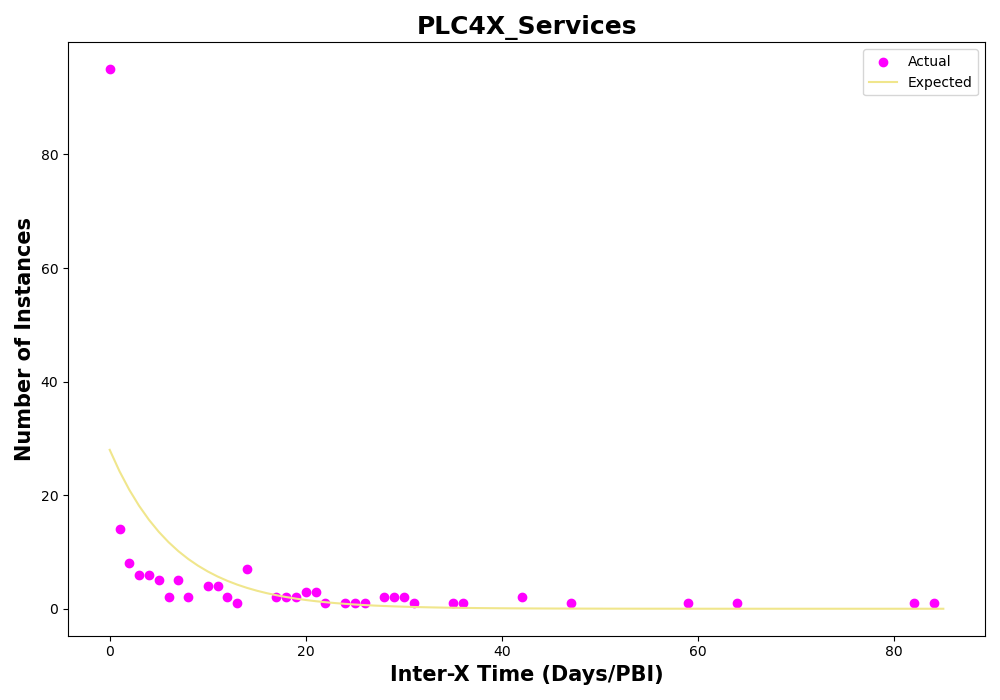 PLC4X_Services
Actual
Expected
Number of Instances
80
60
40
20
0
0 20 40 60 80
Inter-X Time (Days/PBI)